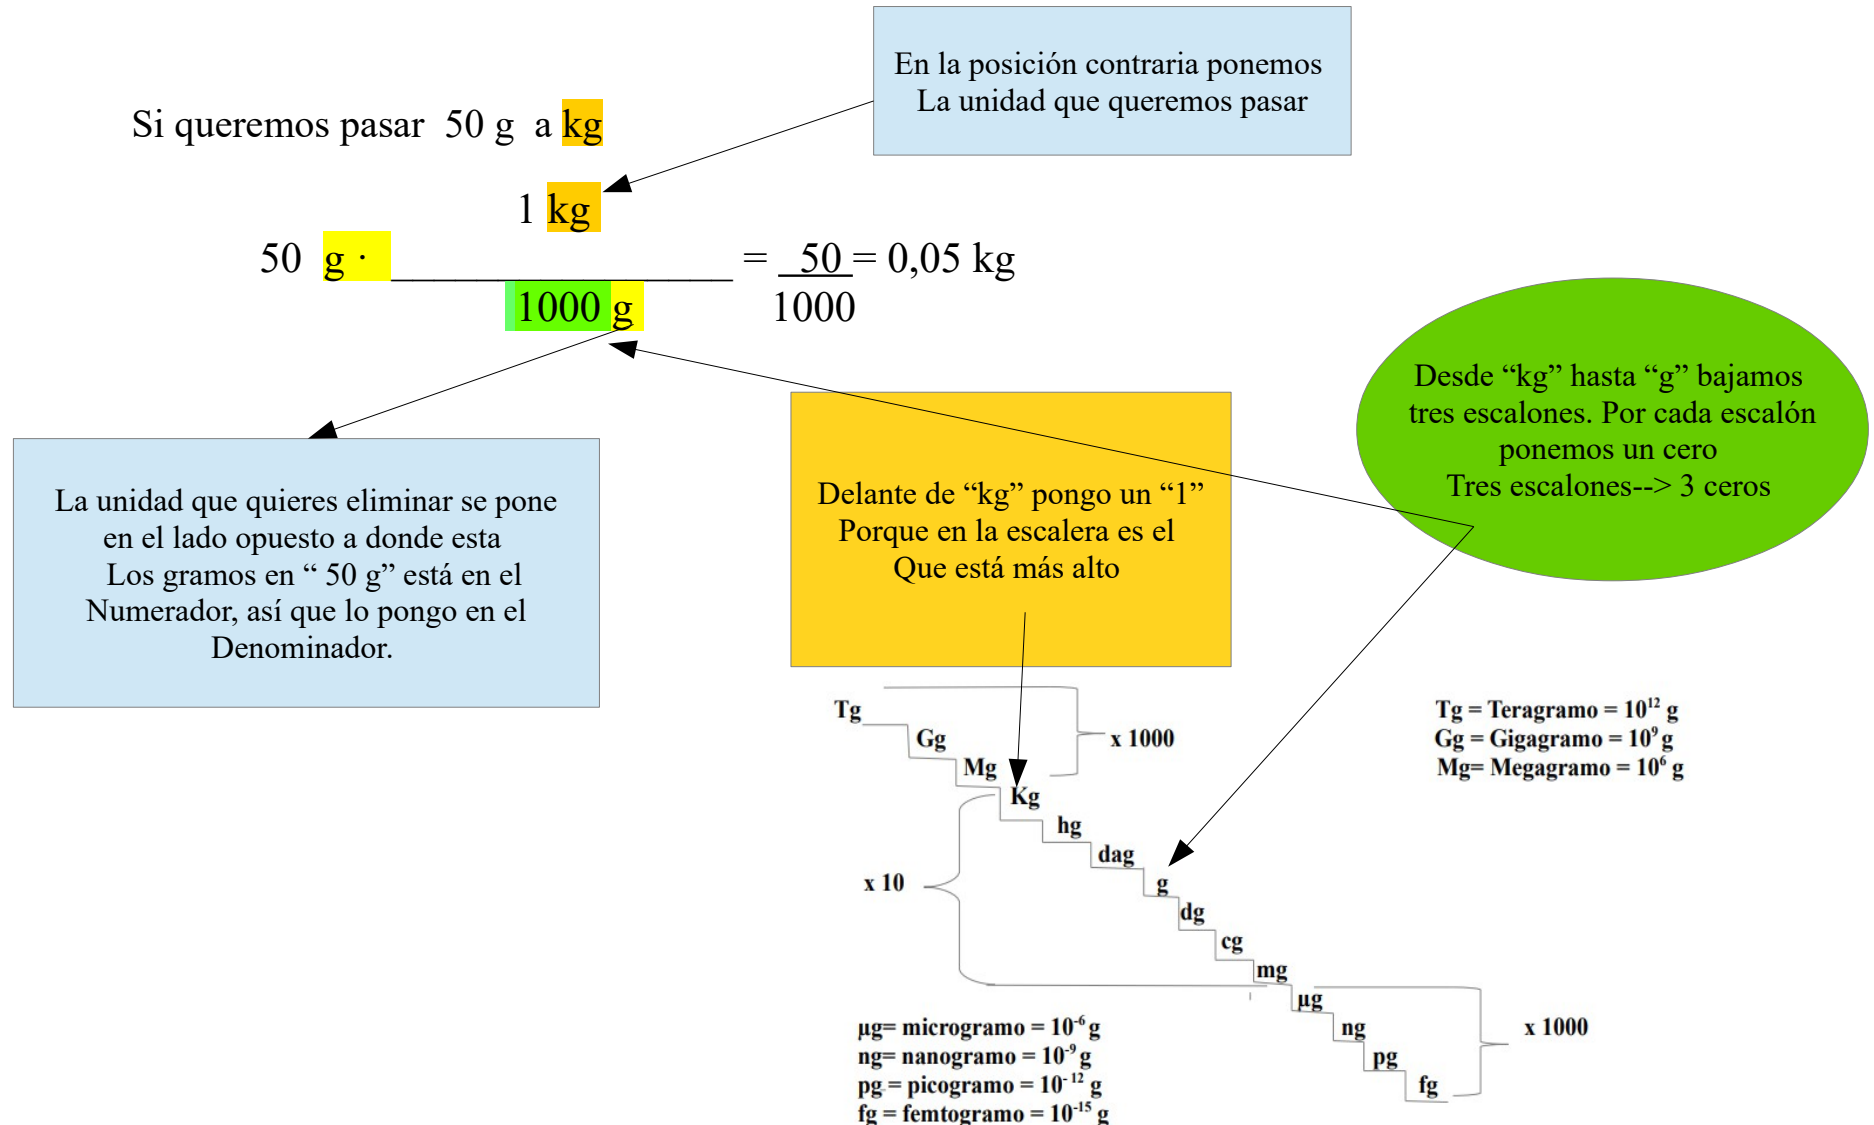 En la posición contraria ponemos
La unidad que queremos pasar
Si queremos pasar 50 g a kg
1 kg
50 g · ________________ = 50 = 0,05 kg
1000 g 1000
Desde “kg” hasta “g” bajamos
tres escalones. Por cada escalón
ponemos un cero
Tres escalones--> 3 ceros
La unidad que quieres eliminar se pone
en el lado opuesto a donde esta
Los gramos en “ 50 g” está en el
Numerador, así que lo pongo en el
Denominador.
Delante de “kg” pongo un “1”
Porque en la escalera es el
Que está más alto
Tg
Gg
Mg
Kg
hg
dag
g
dg
cg
mg
µg
ng
pg
fg
x 1000
x 10
x 1000
Tg = Teragramo = 10¹² g
Gg = Gigagramo = 10⁹ g
Mg= Megagramo = 10⁶ g
µg= microgramo = 10⁻⁶ g
ng= nanogramo = 10⁻⁹ g
pg = picogramo = 10⁻¹² g
fg = femtogramo = 10⁻¹⁵ g